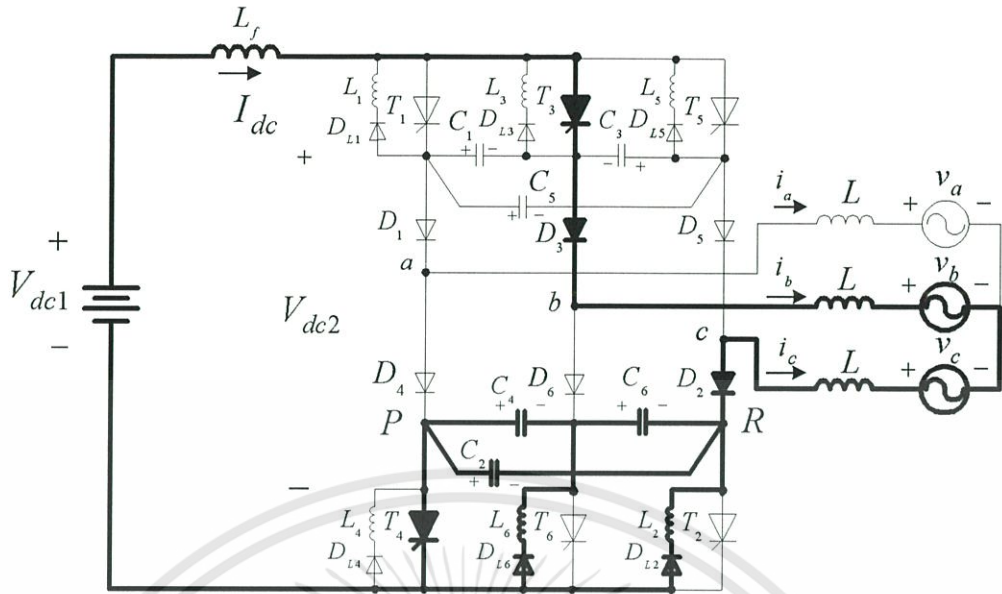 L_f
I_dc
+
L_1 T_1 L_3 T_3 L_5 T_5
D_L1 C_1 D_L3 C_3 D_L5
+ - - +
C_5
+ -
D_1 D_3 D_5
i_a L + v_a -
a
+
V_dc1
-
V_dc2
b
i_b L + v_b -
c
i_c L + v_c -
D_4 C_4 D_6 C_6 D_2
+ - + -
P R
C_2
+ -
-
L_4 T_4 L_6 T_6 L_2 T_2
D_L4 D_L6 D_L2